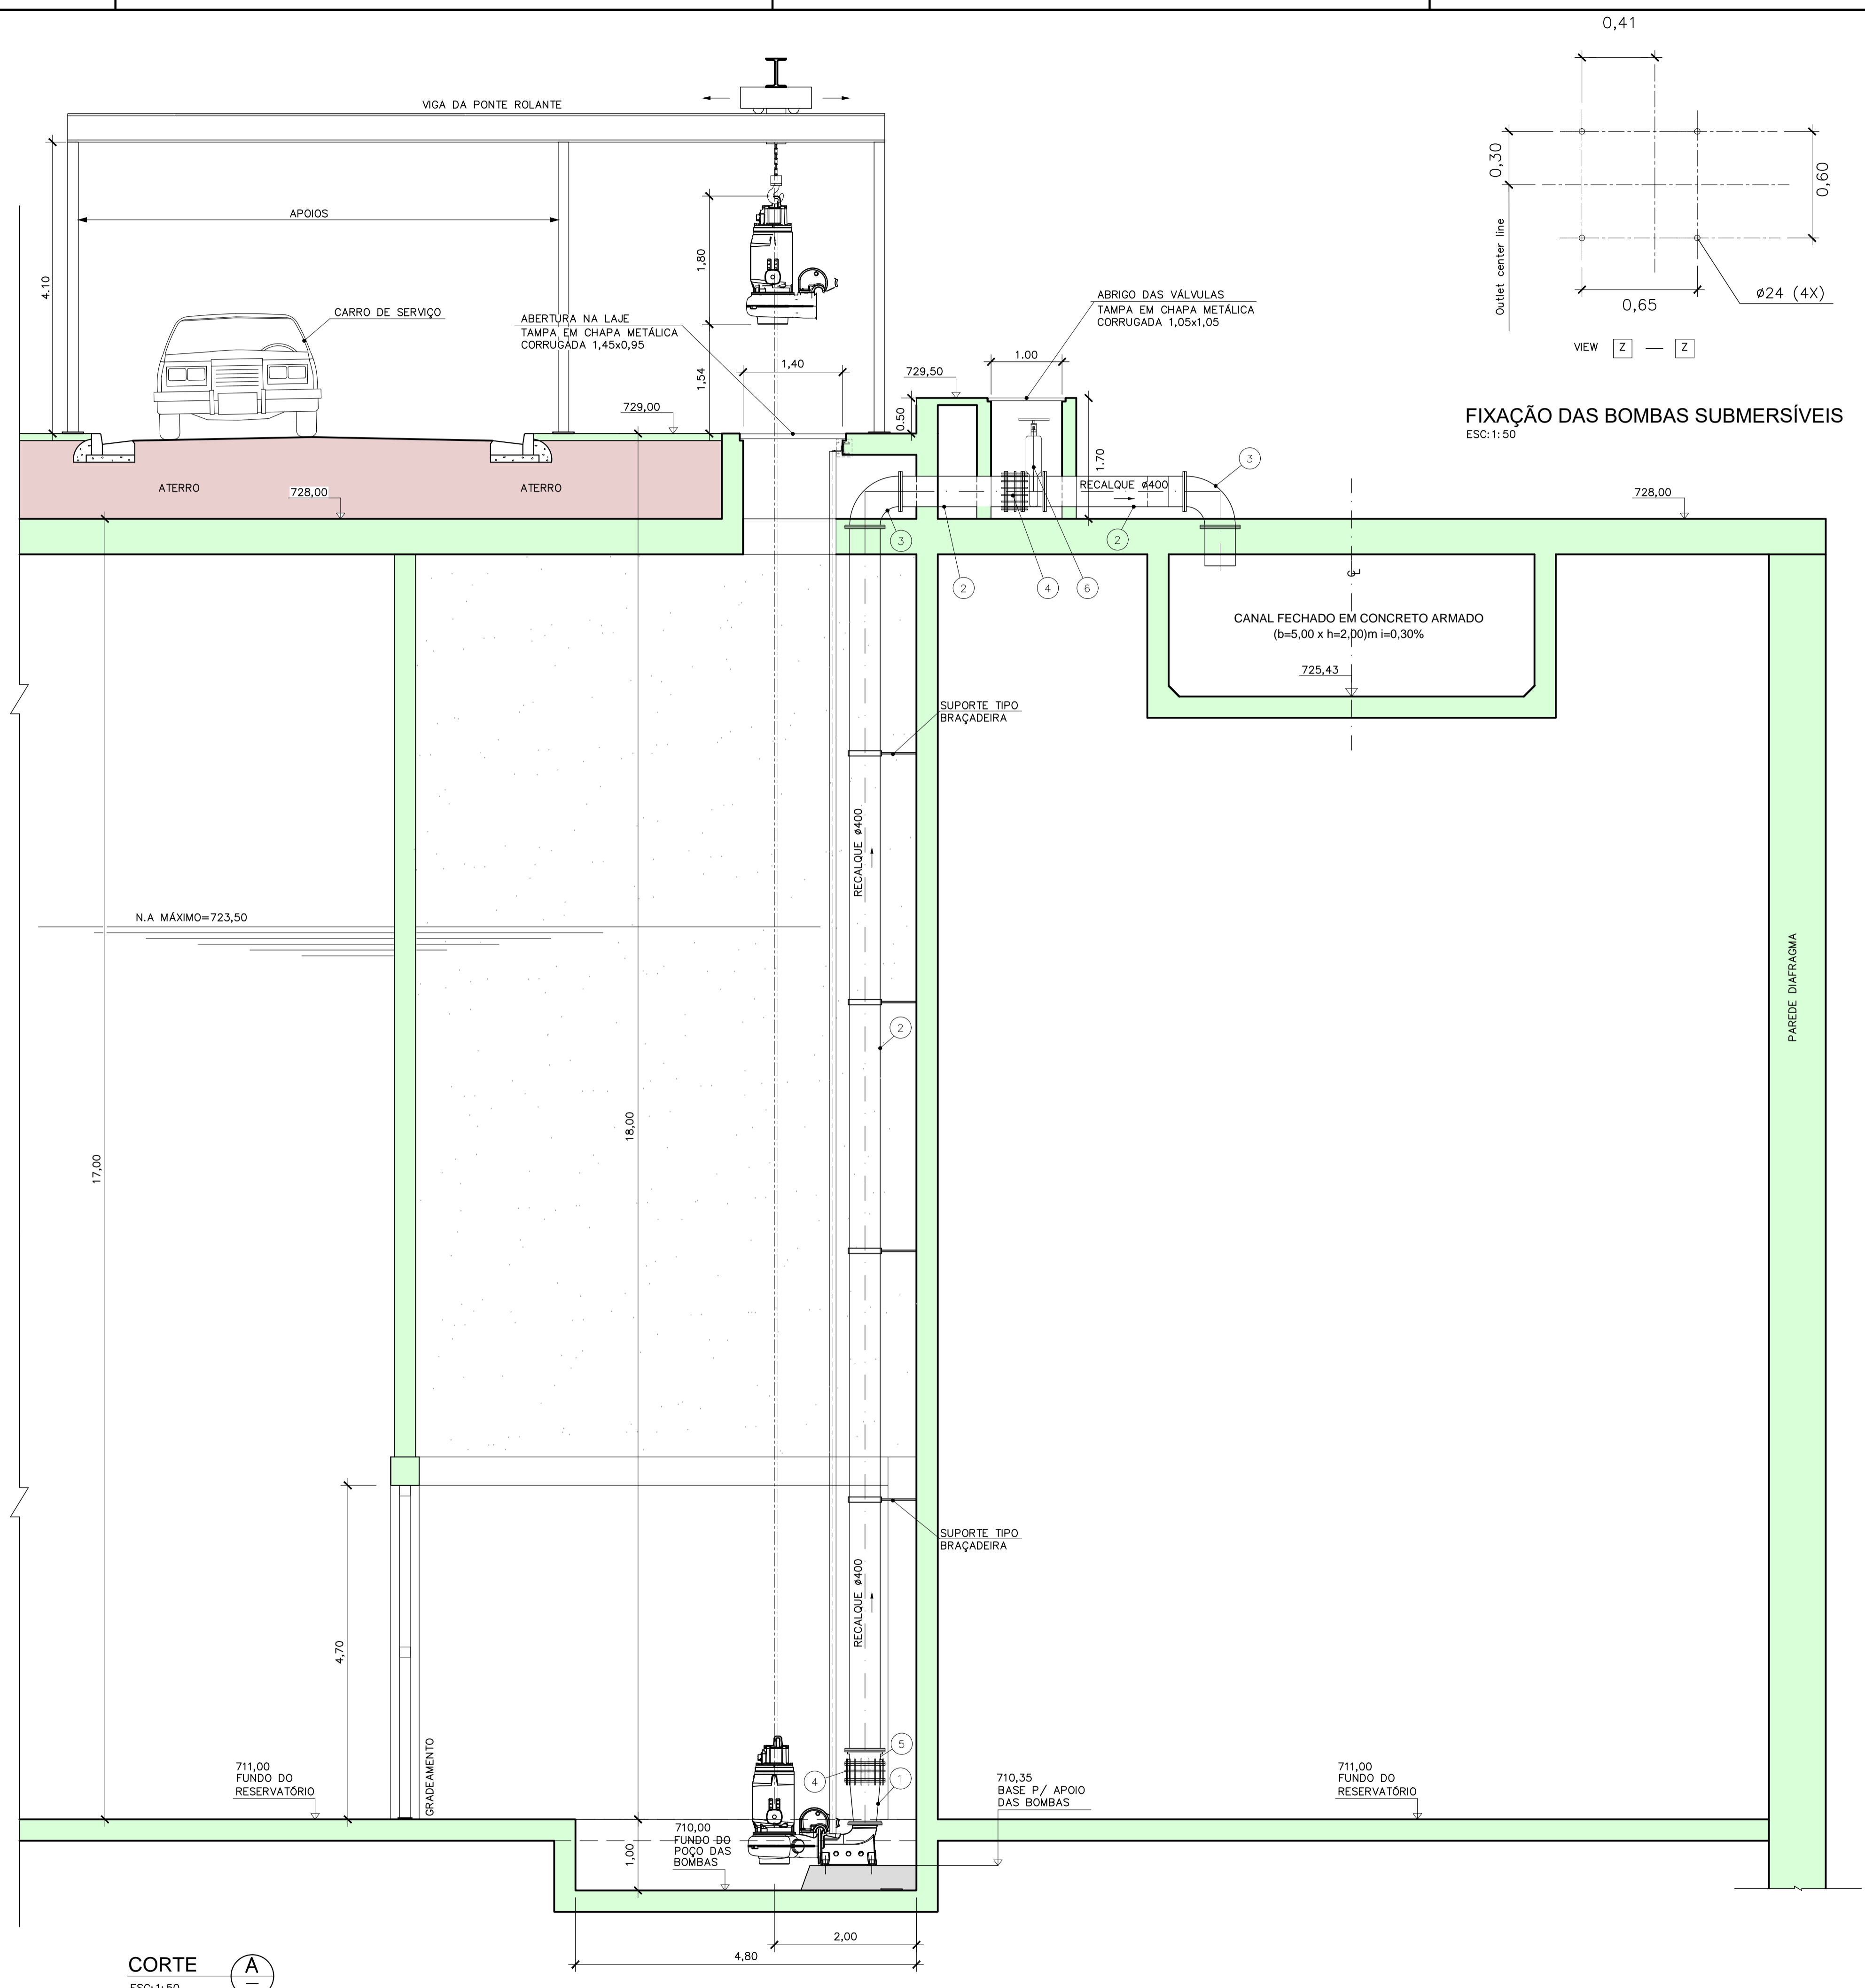 0,41
VIGA DA PONTE ROLANTE
0,30
0,60
APOIOS
4.10
1,80
Outlet center line
0,65
ø24 (4X)
CARRO DE SERVIÇO
ABERTURA NA LAJE
TAMPA EM CHAPA METÁLICA
CORRUGADA 1,45x0,95
ABRIGO DAS VÁLVULAS
TAMPA EM CHAPA METÁLICA
CORRUGADA 1,05x1,05
VIEW Z — Z
1,54
1,40
1.00
729,50
729,00
0.50
FIXAÇÃO DAS BOMBAS SUBMERSÍVEIS
ESC:1:50
1.70
3
ATERRO
728,00
ATERRO
RECALQUE ø400
728,00
3
2
2
4
6
CANAL FECHADO EM CONCRETO ARMADO
(b=5,00 x h=2,00)m i=0,30%
725,43
SUPORTE TIPO
BRAÇADEIRA
RECALQUE ø400
N.A MÁXIMO=723,50
PAREDE DIAFRAGMA
2
18,00
17,00
SUPORTE TIPO
BRAÇADEIRA
RECALQUE ø400
4,70
GRADEAMENTO
5
4
1
711,00
FUNDO DO
RESERVATÓRIO
710,35
BASE P/ APOIO
DAS BOMBAS
711,00
FUNDO DO
RESERVATÓRIO
710,00
FUNDO DO
POÇO DAS
BOMBAS
1,00
2,00
4,80
CORTE A
ESC:1:50